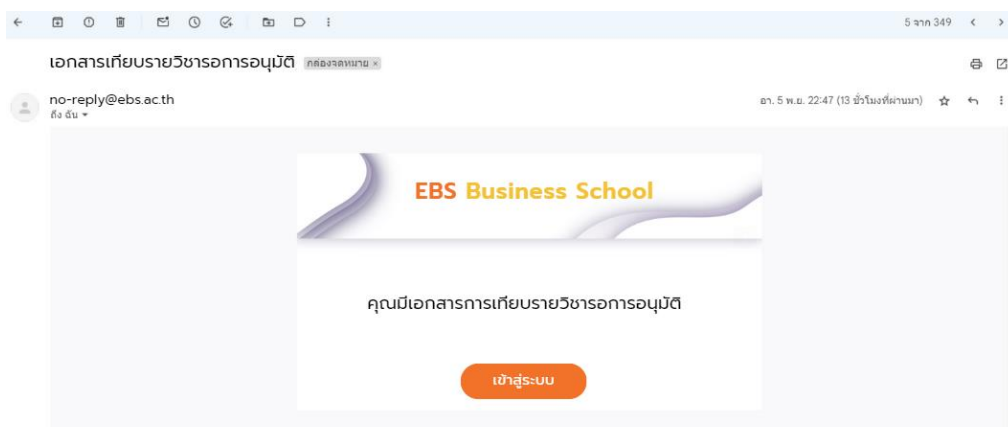 5 จาก 349
เอกสารเทียบรายวิชารอการอนุมัติ กล่องจดหมาย ×
no-reply@ebs.ac.th
อา. 5 พ.ย. 22:47 (13 ชั่วโมงที่ผ่านมา)
ถึง ฉัน
EBS Business School
คุณมีเอกสารการเทียบรายวิชารอการอนุมัติ
เข้าสู่ระบบ